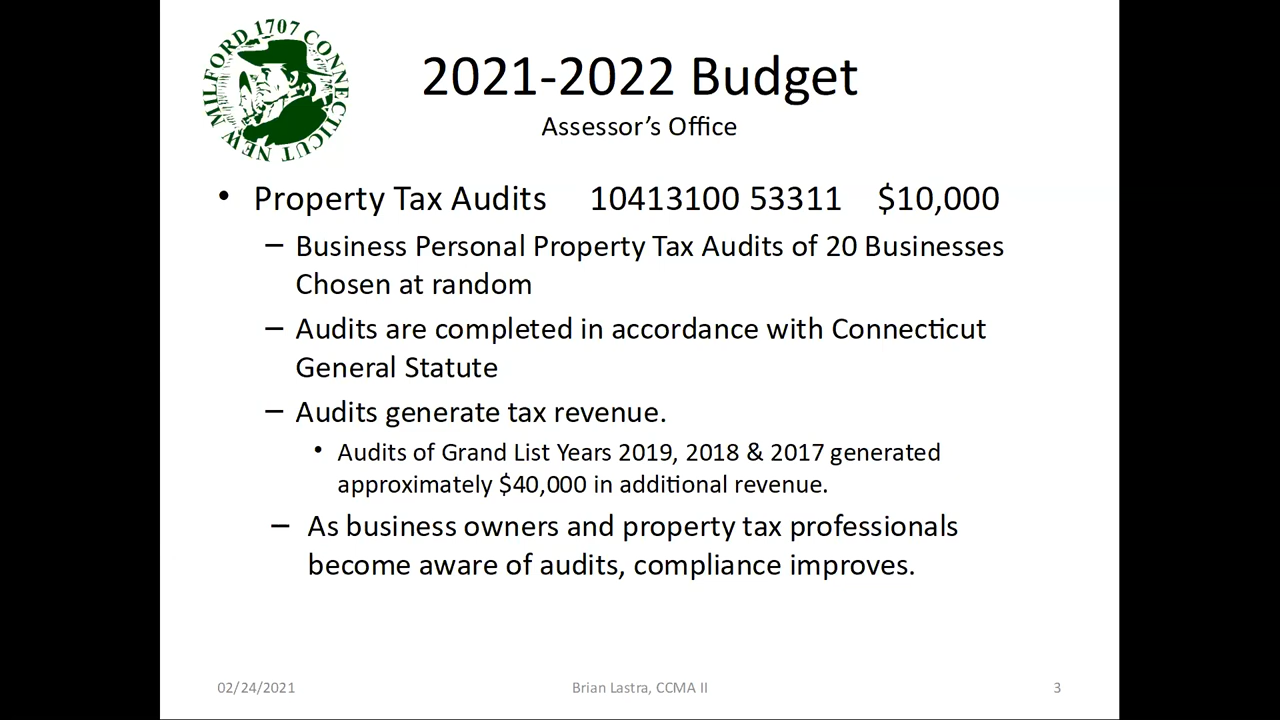 NEW MILFORD 1707 CONNECTICUT
2021-2022 Budget
Assessor’s Office
• Property Tax Audits 10413100 53311 $10,000
– Business Personal Property Tax Audits of 20 Businesses
Chosen at random
– Audits are completed in accordance with Connecticut
General Statute
– Audits generate tax revenue.
• Audits of Grand List Years 2019, 2018 & 2017 generated
approximately $40,000 in additional revenue.
– As business owners and property tax professionals
become aware of audits, compliance improves.
02/24/2021 Brian Lastra, CCMA II 3